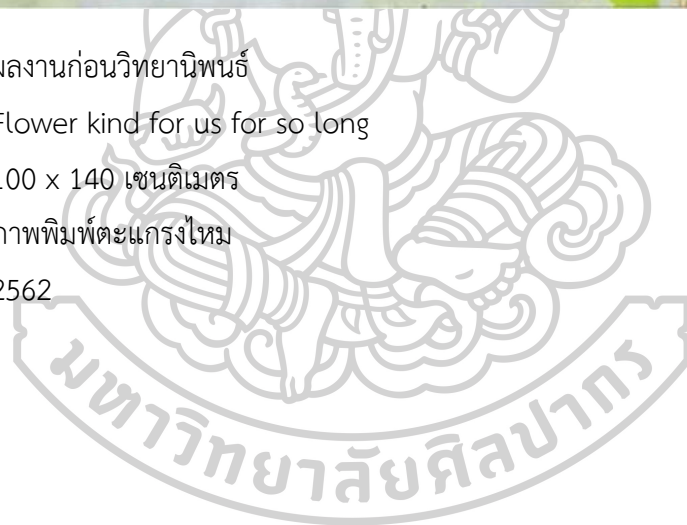 ผลงานก่อนวิทยานิพนธ์
Flower kind for us for so long
100 x 140 เซนติเมตร
ภาพพิมพ์ตะแกรงไหม
2562
มหาวิทยาลัยศิลปากร